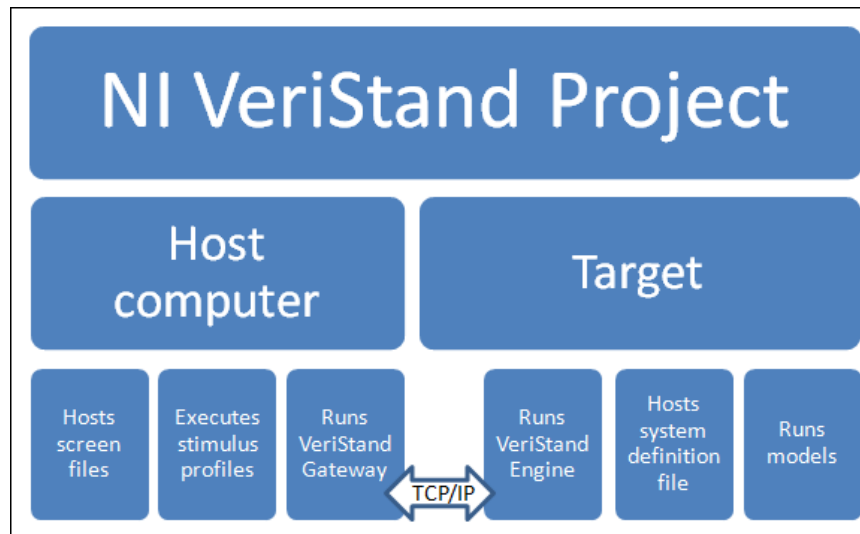 NI VeriStand Project
Host
computer
Target
Hosts
screen
files
Executes
stimulus
profiles
Runs
VeriStand
Gateway
TCP/IP
Runs
VeriStand
Engine
Hosts
system
definition
file
Runs
models